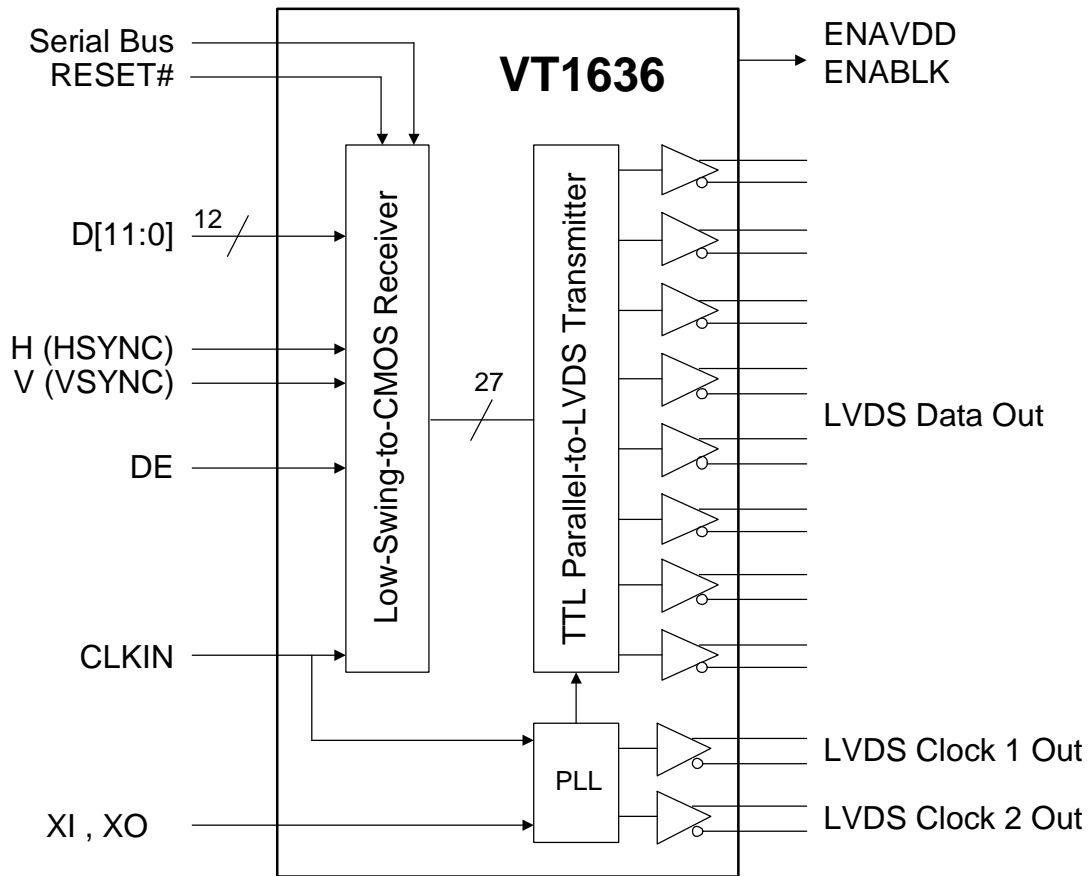 Serial Bus
RESET#
VT1636
ENAVDD
ENABLK
D[11:0]
12
H (HSYNC)
V (VSYNC)
DE
CLKIN
XI , XO
Low-Swing-to-CMOS Receiver
27
TTL Parallel-to-LVDS Transmitter
PLL
LVDS Data Out
LVDS Clock 1 Out
LVDS Clock 2 Out